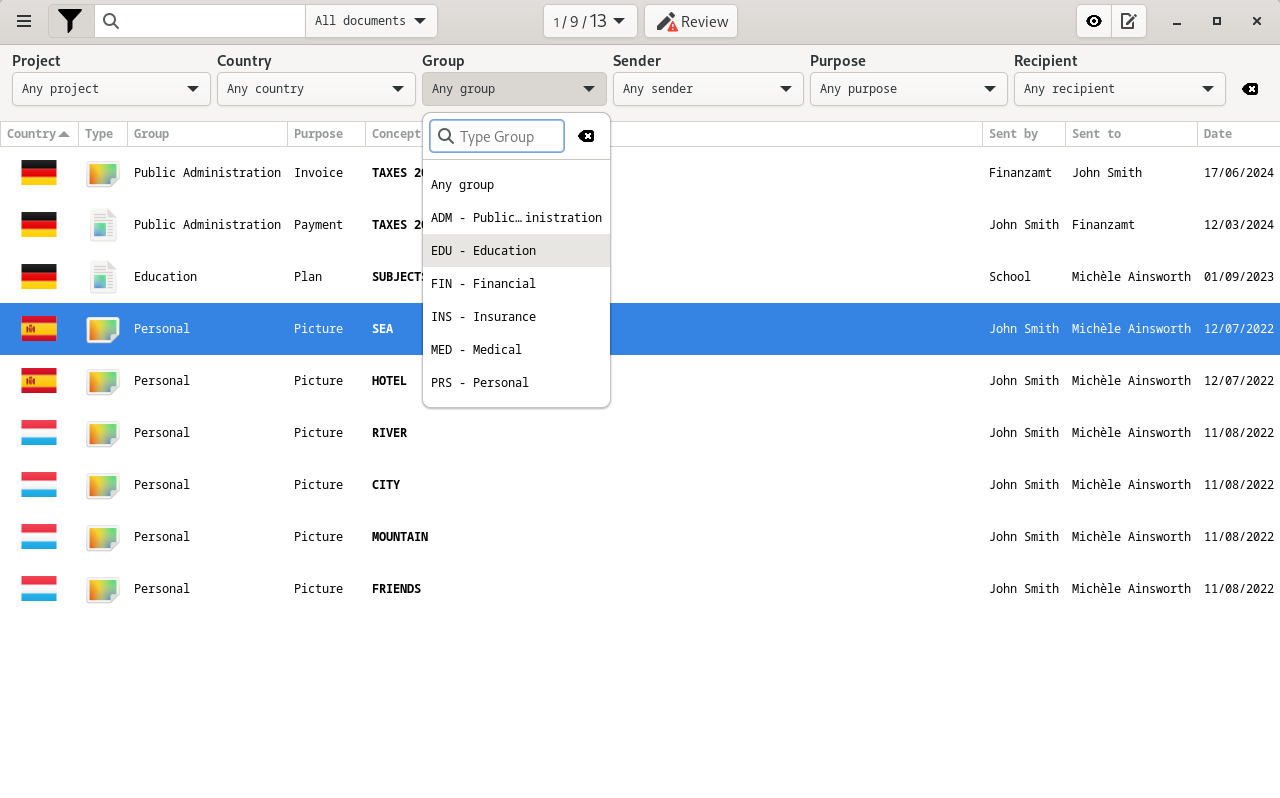 All documents
1 / 9 / 13
Review
Project Country Group Sender Purpose Recipient
Any project Any country Any group Any sender Any purpose Any recipient
Country Type Group Purpose Concept Sent by Sent to Date
Type Group
Any group
ADM - Public…inistration
EDU - Education
FIN - Financial
INS - Insurance
MED - Medical
PRS - Personal
Public Administration Invoice TAXES Finanzamt John Smith 17/06/2024
Public Administration Payment TAXES John Smith Finanzamt 12/03/2024
Education Plan SUBJECTS School Michèle Ainsworth 01/09/2023
Personal Picture SEA John Smith Michèle Ainsworth 12/07/2022
Personal Picture HOTEL John Smith Michèle Ainsworth 12/07/2022
Personal Picture RIVER John Smith Michèle Ainsworth 11/08/2022
Personal Picture CITY John Smith Michèle Ainsworth 11/08/2022
Personal Picture MOUNTAIN John Smith Michèle Ainsworth 11/08/2022
Personal Picture FRIENDS John Smith Michèle Ainsworth 11/08/2022